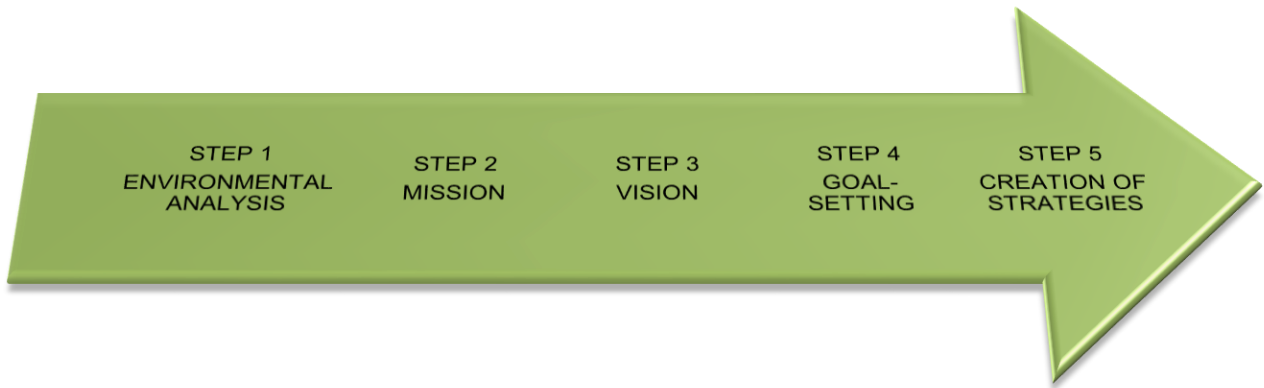 STEP 1
ENVIRONMENTAL
ANALYSIS
STEP 2
MISSION
STEP 3
VISION
STEP 4
GOAL-
SETTING
STEP 5
CREATION OF
STRATEGIES